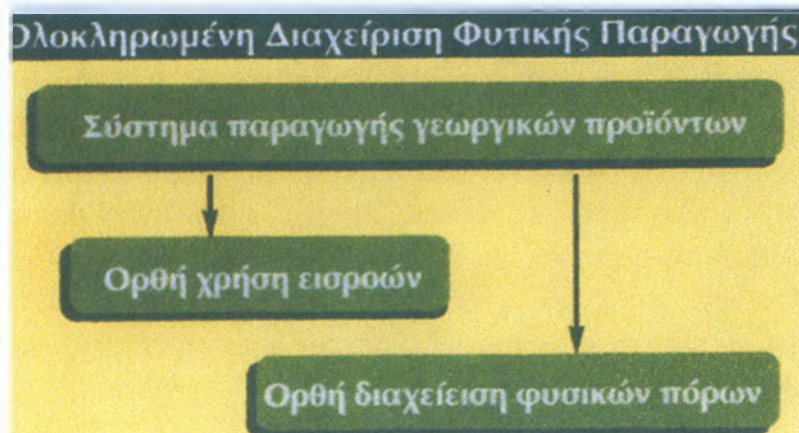 Ολοκληρωμένη Διαχείριση Φυτικής Παραγωγής
Σύστημα παραγωγής γεωργικών προϊόντων
Ορθή χρήση εισροών
Ορθή διαχείειση φυσικών πόρων